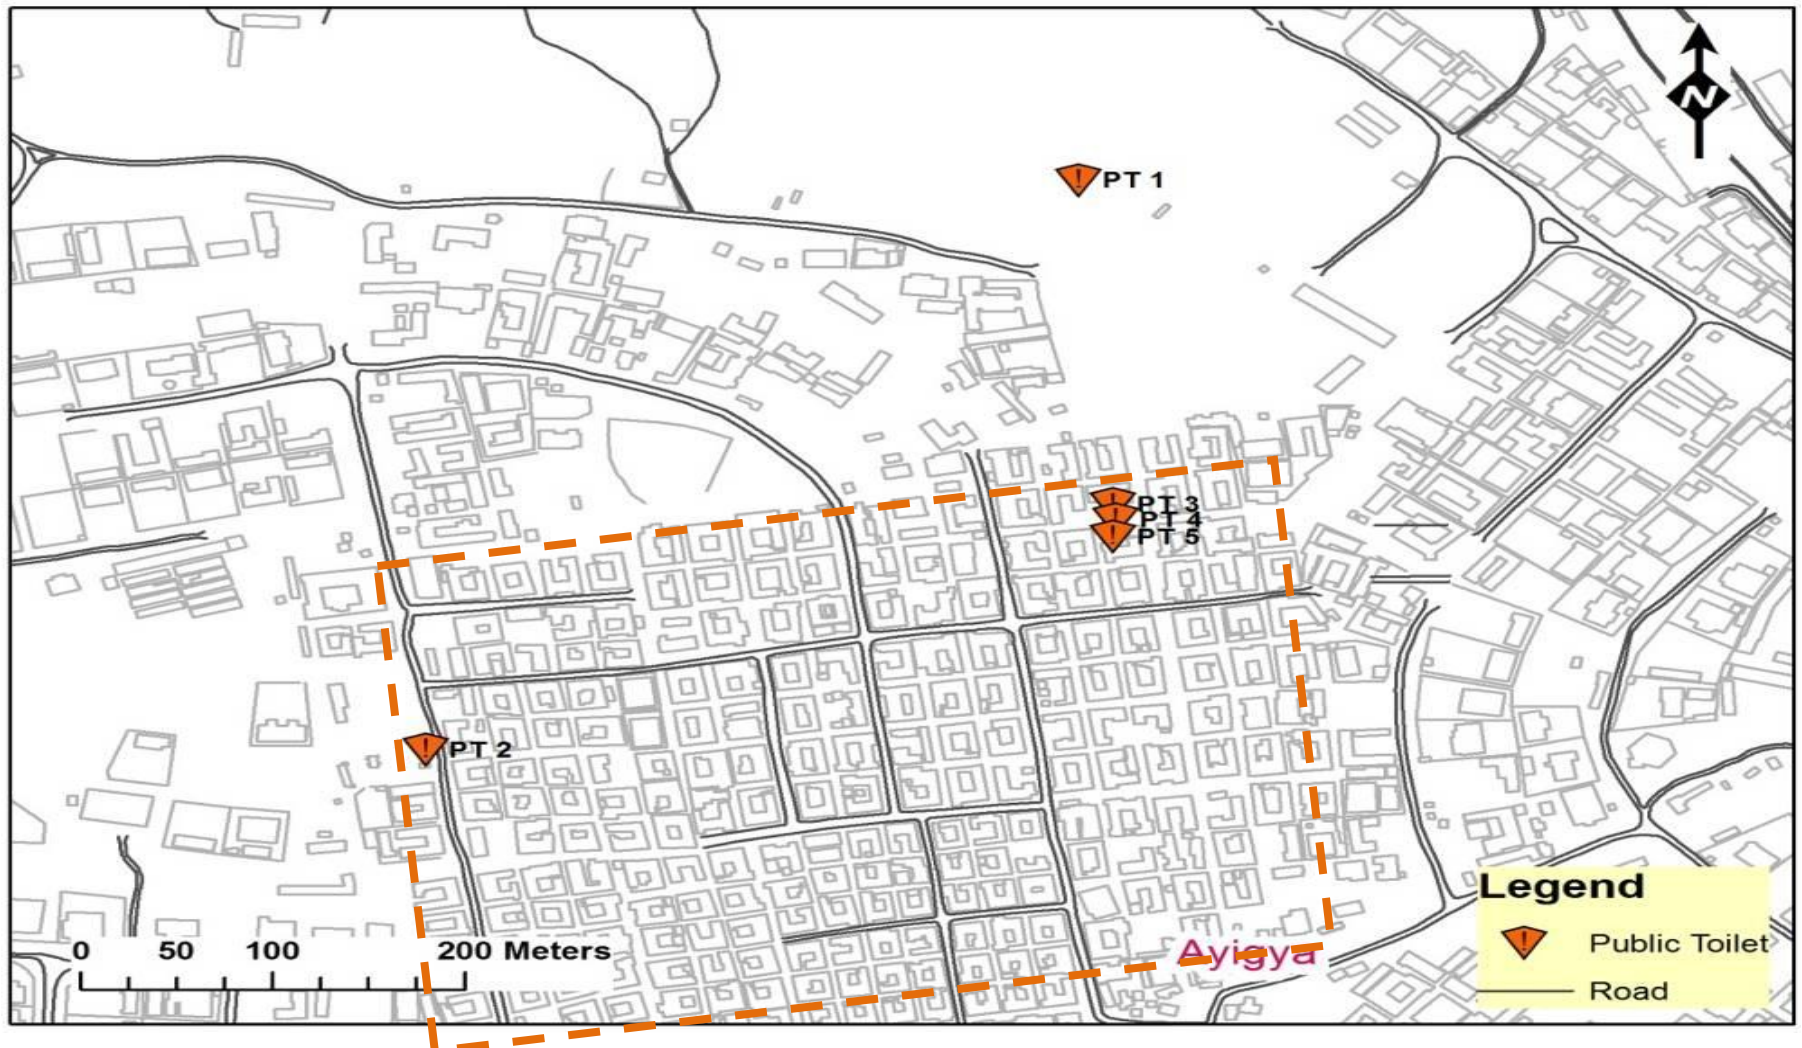 N
PT 1
PT 3
PT 4
PT 5
PT 2
0 50 100 200 Meters
Ayigya
Legend
! Public Toilet
Road